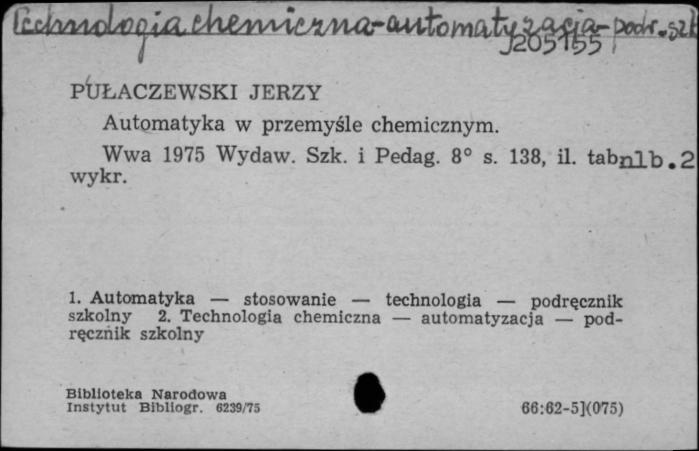 Technologia chemiczna-automatyzacja-podr.szk
J205155
PUŁACZEWSKI JERZY
Automatyka w przemyśle chemicznym.
Wwa 1975 Wydaw. Szk. i Pedag. 8° s. 138, il. tabnlb.2
wykr.
1. Automatyka — stosowanie — technologia — podręcznik
szkolny 2. Technologia chemiczna — automatyzacja — pod-
ręcznik szkolny
Biblioteka Narodowa
Instytut Bibliogr. 6239/75
66:62-5](075)